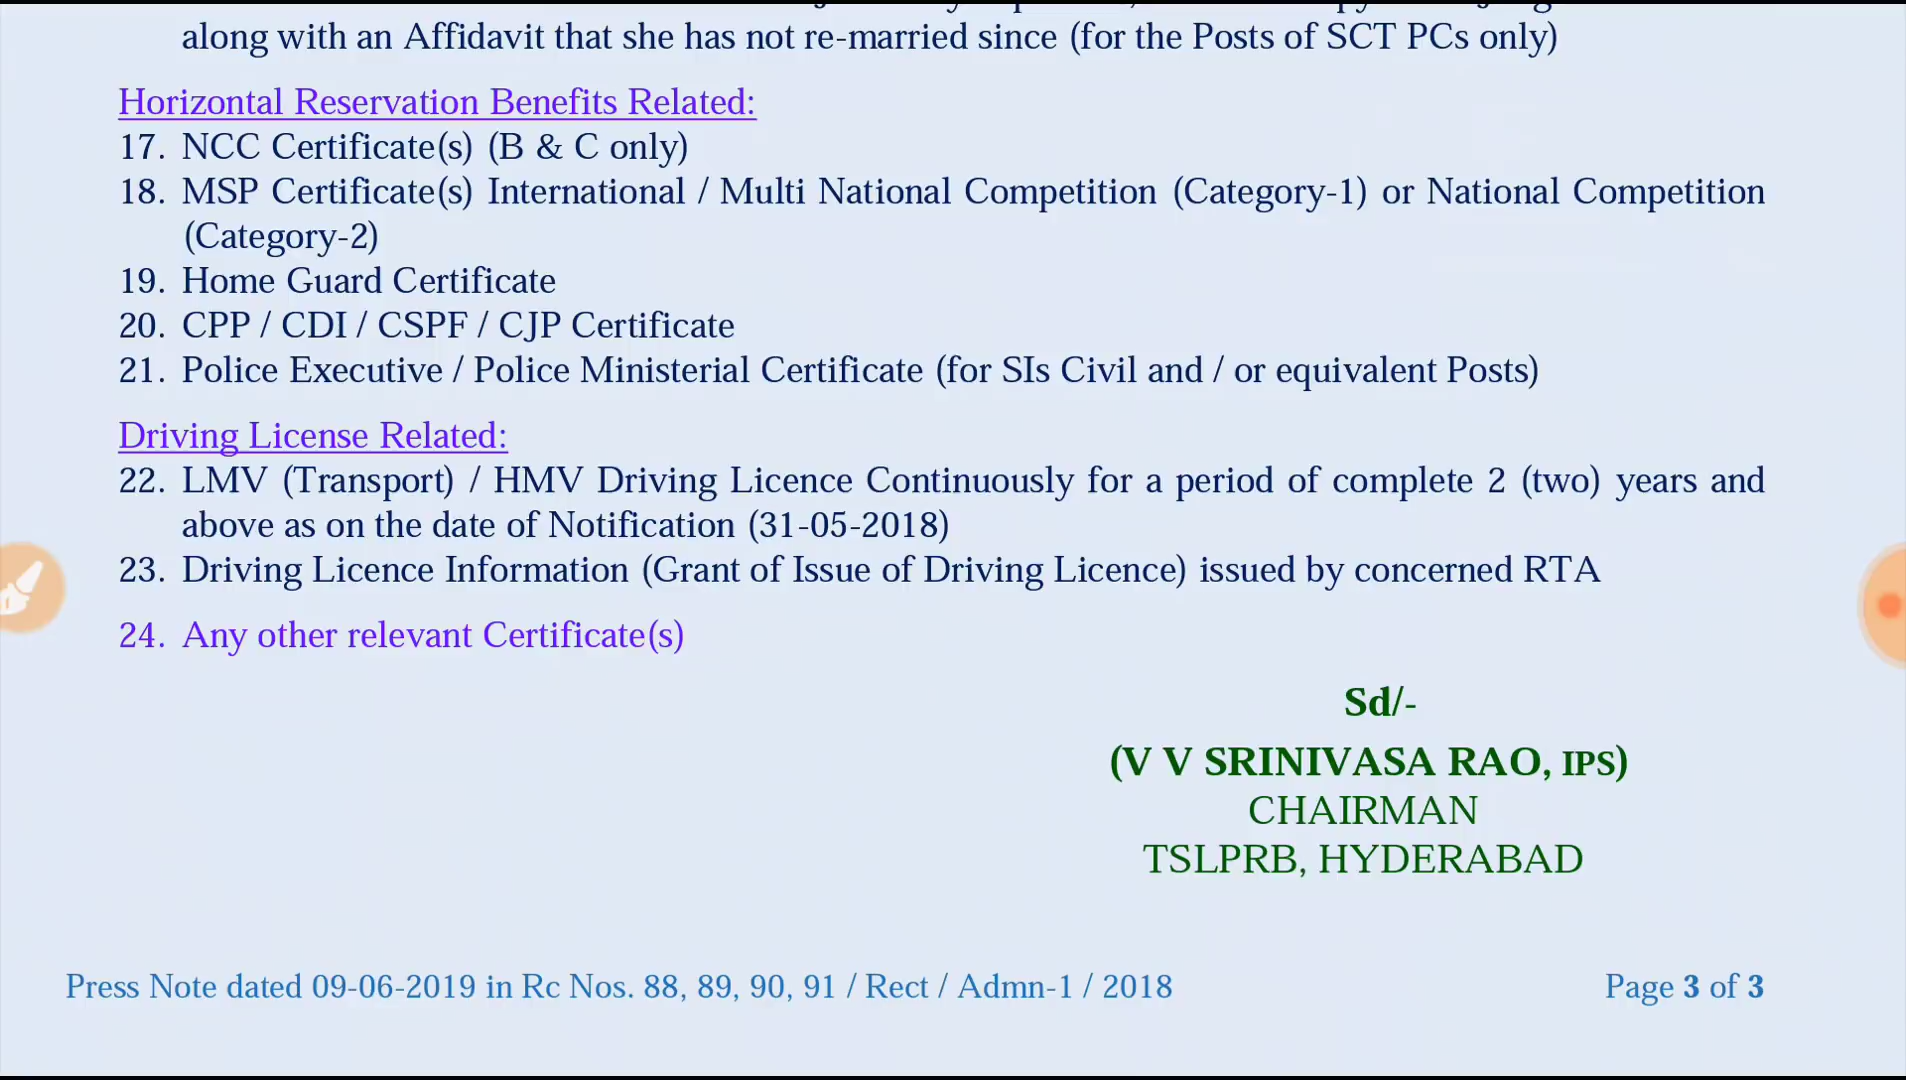 along with an Affidavit that she has not re-married since (for the Posts of SCT PCs only)
Horizontal Reservation Benefits Related:
17. NCC Certificate(s) (B & C only)
18. MSP Certificate(s) International / Multi National Competition (Category-1) or National Competition
(Category-2)
19. Home Guard Certificate
20. CPP / CDI / CSPF / CJP Certificate
21. Police Executive / Police Ministerial Certificate (for SIs Civil and / or equivalent Posts)
Driving License Related:
22. LMV (Transport) / HMV Driving Licence Continuously for a period of complete 2 (two) years and
above as on the date of Notification (31-05-2018)
23. Driving Licence Information (Grant of Issue of Driving Licence) issued by concerned RTA
24. Any other relevant Certificate(s)
Sd/-
(V V SRINIVASA RAO, IPS)
CHAIRMAN
TSLPRB, HYDERABAD
Press Note dated 09-06-2019 in Rc Nos. 88, 89, 90, 91 / Rect / Admn-1 / 2018 Page 3 of 3